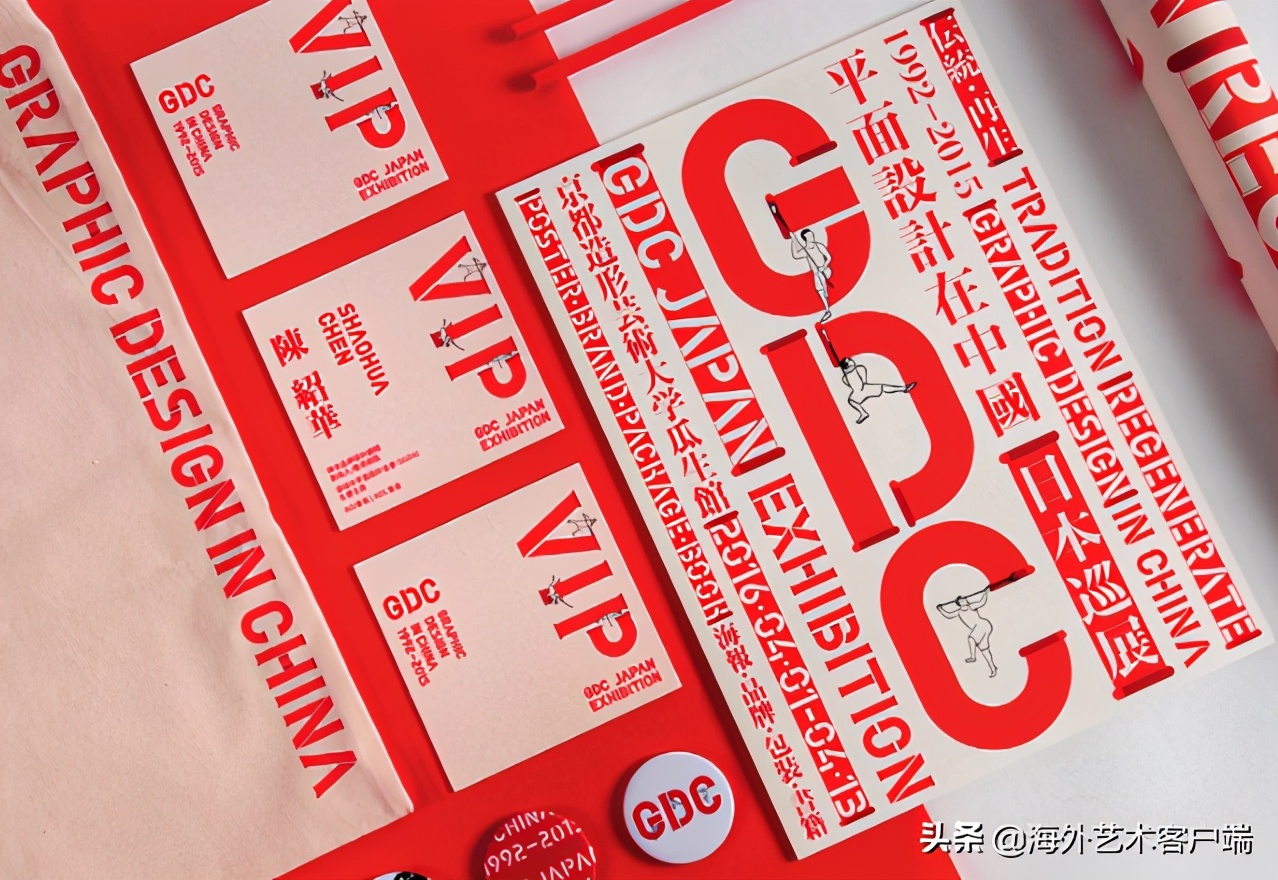 GRAPHIC DESIGN IN CHINA
VIP
GDC
GRAPHIC
DESIGN
IN CHINA
1992-2015
GDC JAPAN
EXHIBITION
VIP
SHAOHUA
CHEN
陳紹華
GDC JAPAN
EXHIBITION
VIP
GDC
GRAPHIC
DESIGN
IN CHINA
1992-2015
GDC JAPAN
EXHIBITION
伝統·再生
TRADITION REGENERATE
1992-2015
GRAPHIC DESIGN IN CHINA
平面設計在中國
日本巡展
GDC
GDC JAPAN EXHIBITION
京都造形芸術大学瓜生館
2016·04·01-04·13
POSTER·BRAND·PACKAGE·BOOK
海報·品牌·包裝·書籍
GDC
1992-201
JAPAN
头条 @海外艺术客户端